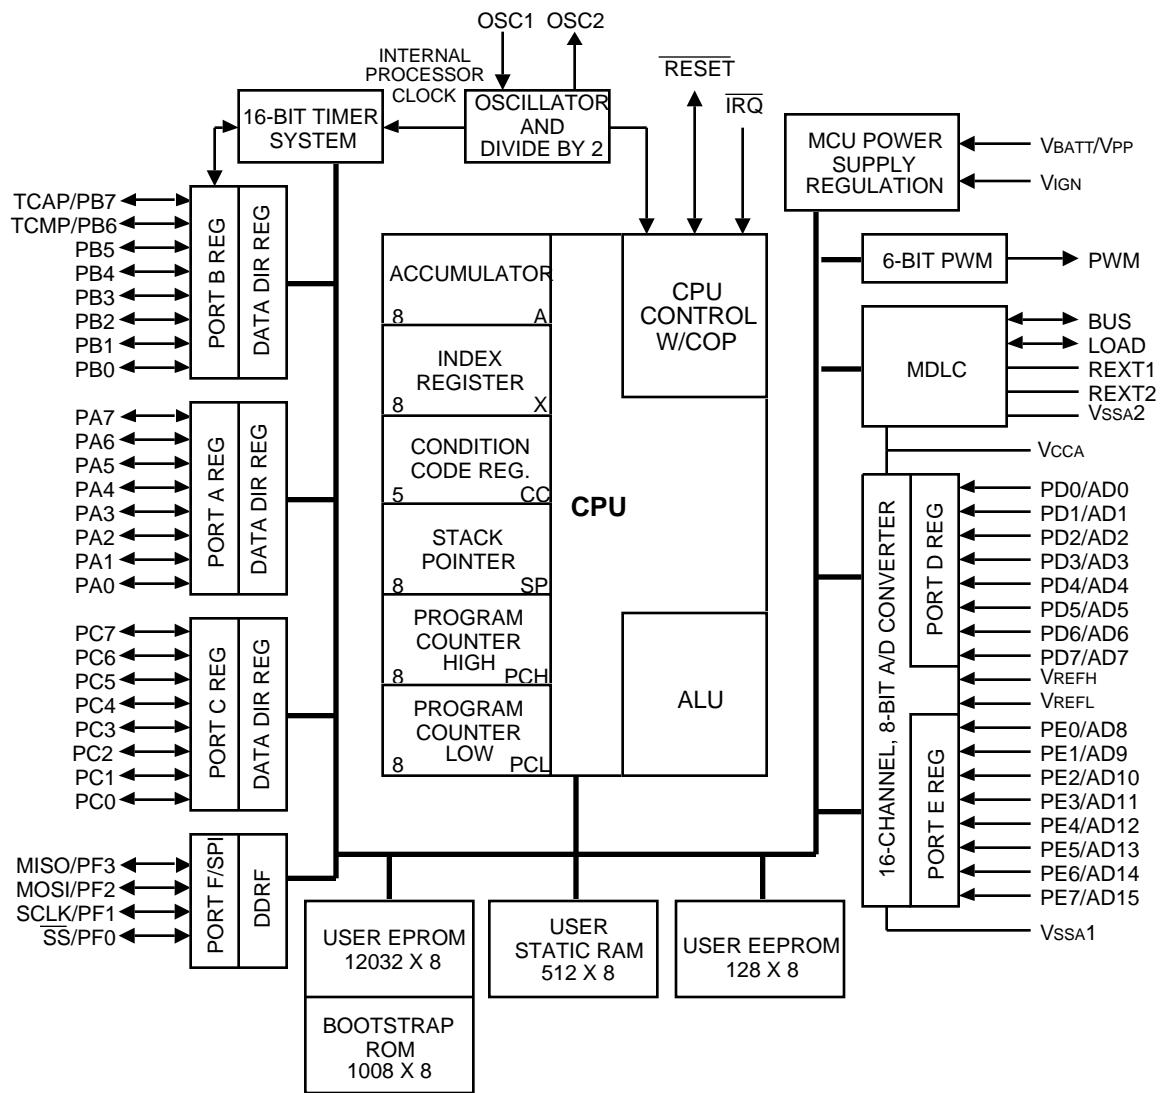 OSC1 OSC2
INTERNAL
PROCESSOR
CLOCK
RESET
IRQ
16-BIT TIMER
SYSTEM
OSCILLATOR
AND
DIVIDE BY 2
MCU POWER
SUPPLY
REGULATION
VBATT/VPP
VIGN
TCAP/PB7
TCMP/PB6
PB5
PB4
PB3
PB2
PB1
PB0
PORT B REG
DATA DIR REG
PA7
PA6
PA5
PA4
PA3
PA2
PA1
PA0
PORT A REG
DATA DIR REG
PC7
PC6
PC5
PC4
PC3
PC2
PC1
PC0
PORT C REG
DATA DIR REG
MISO/PF3
MOSI/PF2
SCLK/PF1
SS/PF0
PORT F/SPI
DDRF
ACCUMULATOR
8 A
INDEX
REGISTER
8 X
CONDITION
CODE REG.
5 CC
STACK
POINTER
8 SP
PROGRAM
COUNTER
HIGH
8 PCH
PROGRAM
COUNTER
LOW
8 PCL
CPU
CONTROL
W/COP
CPU
ALU
6-BIT PWM
PWM
MDLC
BUS
LOAD
REXT1
REXT2
VSSA2
VCCA
16-CHANNEL, 8-BIT A/D CONVERTER
PORT D REG
PD0/AD0
PD1/AD1
PD2/AD2
PD3/AD3
PD4/AD4
PD5/AD5
PD6/AD6
PD7/AD7
VREFH
VREFL
PORT E REG
PE0/AD8
PE1/AD9
PE2/AD10
PE3/AD11
PE4/AD12
PE5/AD13
PE6/AD14
PE7/AD15
VSSA1
USER EPROM
12032 X 8
BOOTSTRAP
ROM
1008 X 8
USER
STATIC RAM
512 X 8
USER EEPROM
128 X 8